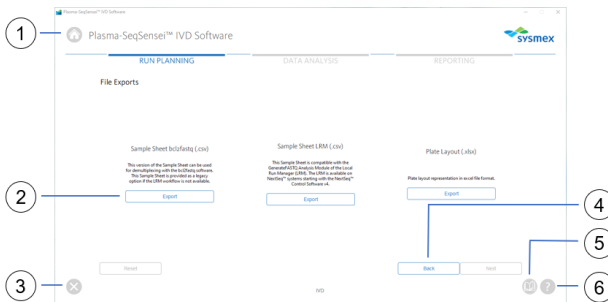 Plasma-SeqSensei™ IVD Software
1
Plasma-SeqSensei™ IVD Software
sysmex
RUN PLANNING
DATA ANALYSIS
REPORTING
File Exports
Sample Sheet bclzfastq (.csv)
This version of the Sample Sheet can be used
for demultiplexing with the bclzfastq software.
This Sample Sheet is provided as a legacy
option if the LRM workflow is not available.
Export
Sample Sheet LRM (.csv)
This Sample Sheet is compatible with the
GenerateFASTQ Analysis Module of the Local
Run Manager (LRM). The LRM is available on
NextSeq™ systems starting with the NextSeq™
Control Software v4.
Export
Plate Layout (.xlsx)
Plate layout representation in excel file format.
Export
2
4
5
Reset
Back
Next
3
IVD
?
6